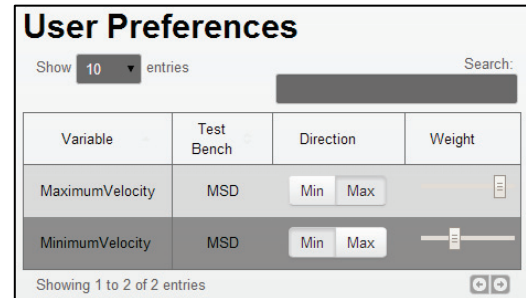 User Preferences
Show 10 entries
Search:
Variable Test Bench Direction Weight
MaximumVelocity MSD Min Max
MinimumVelocity MSD Min Max
Showing 1 to 2 of 2 entries